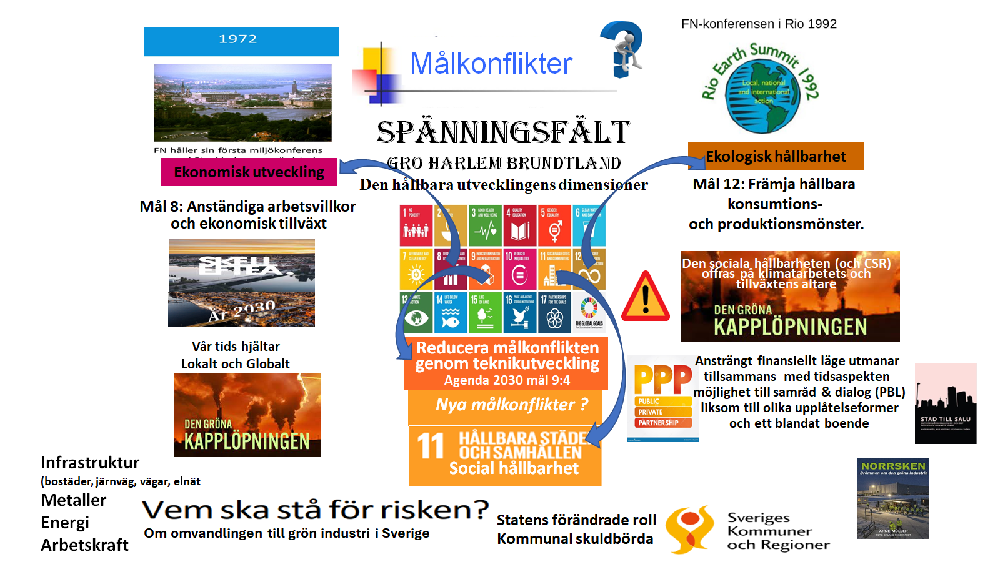 1972
FN håller sin första miljökonferens
Ekonomisk utveckling
Mål 8: Anständiga arbetsvillkor
och ekonomisk tillväxt
År 2030
Vår tids hjältar
Lokalt och Globalt
DEN GRÖNA
KAPPLÖPNINGEN
Infrastruktur
(bostäder, järnväg, vägar, elnät
Metaller
Energi
Arbetskraft
Målkonflikter
SPÄNNINGSFÄLT
GRO HARLEM BRUNDTLAND
Den hållbara utvecklingens dimensioner
1 NO POVERTY
2
3 GOOD HEALTH AND WELL-BEING
4 QUALITY EDUCATION
5 GENDER EQUALITY
6 CLEAN WATER
7 AFFORDABLE AND CLEAN ENERGY
8
9 INDUSTRY, INNOVATION AND INFRASTRUCTURE
10 REDUCED INEQUALITIES
11 SUSTAINABLE CITIES AND COMMUNITIES
12
13 ACTION
14 LIFE BELOW WATER
15 LIFE ON LAND
16 PEACE AND JUSTICE STRONG INSTITUTIONS
17 PARTNERSHIPS FOR THE GOALS
THE GLOBAL GOALS
For Sustainable Development
Reducera målkonflikten
genom teknikutveckling
Agenda 2030 mål 9:4
Nya målkonflikter ?
11 HÅLLBARA STÄDE
OCH SAMHÄLLEN
Social hållbarhet
Vem ska stå för risken?
Om omvandlingen till grön industri i Sverige
Statens förändrade roll
Kommunal skuldbörda
Sveriges
Kommuner
och Regioner
FN-konferensen i Rio 1992
Rio Earth Summit 1992
Local, national
and international
action
Ekologisk hållbarhet
Mål 12: Främja hållbara
konsumtions-
och produktionsmönster.
Den sociala hållbarheten (och CSR)
offras på klimatarbetets och
tillväxtens altare
DEN GRÖNA
KAPPLÖPNINGEN
PPP
PUBLIC
PRIVATE
PARTNERSHIP
Ansträngt finansiellt läge utmanar
tillsammans med tidsaspekten
möjlighet till samråd & dialog (PBL)
liksom till olika upplåtelseformer
och ett blandat boende
STAD TILL SALU
NORRSKEN
Drömmen om den gröna industrin
ARNE MÜLLER
FOTO: ERLAND SEGERSTEDT